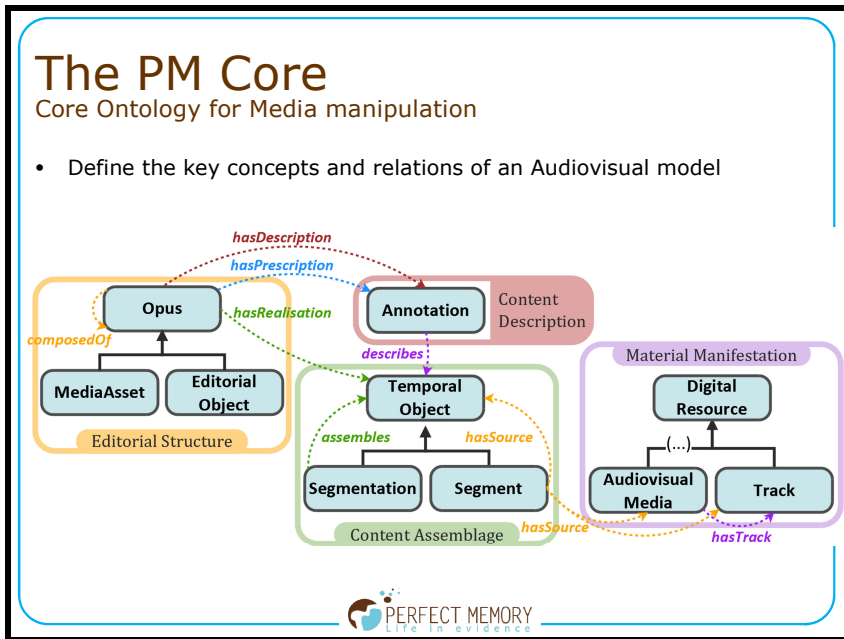 The PM Core
Core Ontology for Media manipulation
• Define the key concepts and relations of an Audiovisual model
hasDescription
hasPrescription
hasRealisation
Opus
composedOf
MediaAsset
Editorial
Object
Editorial Structure
Annotation
Content
Description
describes
Temporal
Object
assembles
hasSource
Segmentation
Segment
Content Assemblage
hasSource
Material Manifestation
Digital
Resource
(...)
Audiovisual
Media
Track
hasTrack
PERFECT MEMORY
Life in evidence